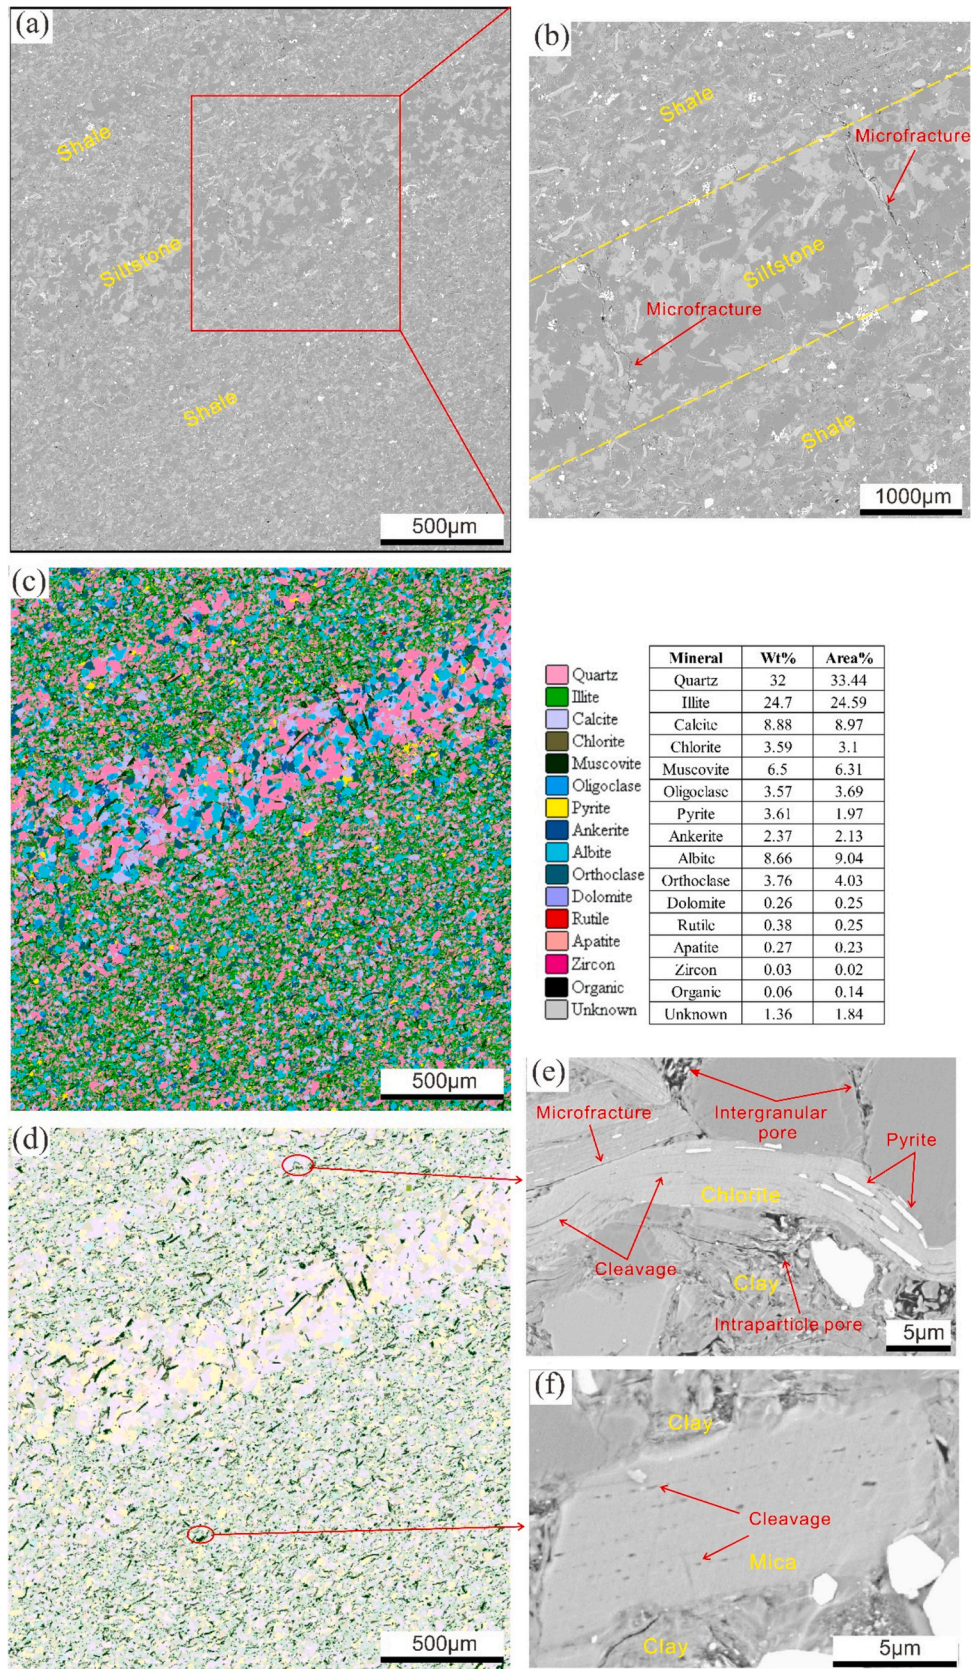 (a)
Shale
Siltstone
Shale
500μm
(b)
Shale
Microfracture
Siltstone
Microfracture
Shale
1000μm
(c)
500μm
Quartz
Illite
Calcite
Chlorite
Muscovite
Oligoclase
Pyrite
Ankerite
Albite
Orthoclase
Dolomite
Rutile
Apatite
Zircon
Organic
Unknown
Mineral Wt% Area%
Quartz 32 33.44
Illite 24.7 24.59
Calcite 8.88 8.97
Chlorite 3.59 3.1
Muscovite 6.5 6.31
Oligoclase 3.57 3.69
Pyrite 3.61 1.97
Ankerite 2.37 2.13
Albite 8.66 9.04
Orthoclase 3.76 4.03
Dolomite 0.26 0.25
Rutile 0.38 0.25
Apatite 0.27 0.23
Zircon 0.03 0.02
Organic 0.06 0.14
Unknown 1.36 1.84
(d)
500μm
(e)
Microfracture
Intergranular
pore
Pyrite
Chlorite
Cleavage
Clay
Intraparticle pore
5μm
(f)
Clay
Cleavage
Mica
Clay
5μm